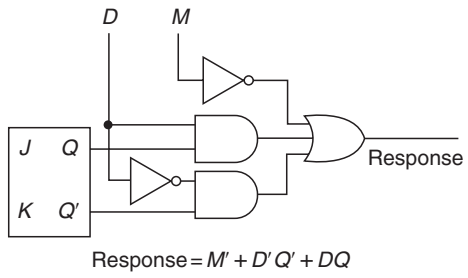 D M
J Q
K Q'
Response
Response = M' + D'Q' + DQ